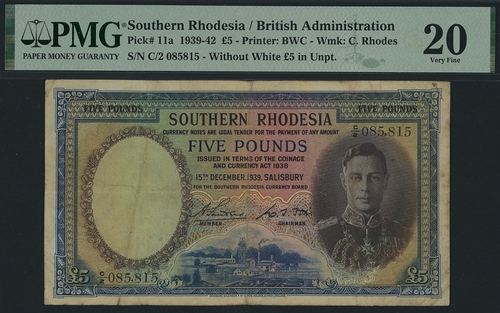 PMG
PAPER MONEY GUARANTY
Southern Rhodesia / British Administration
Pick# 11a 1939-42 £5 - Printer: BWC - Wmk: C. Rhodes
S/N C/2 085815 - Without White £5 in Unpt.
20
Very Fine
FIVE POUNDS
FIVE POUNDS
SOUTHERN RHODESIA
CURRENCY NOTES ARE LEGAL TENDER FOR THE PAYMENT OF ANY AMOUNT
C/2 085,815
FIVE POUNDS
ISSUED IN TERMS OF THE COINAGE
AND CURRENCY ACT 1938
15TH DECEMBER, 1939, SALISBURY
FOR THE SOUTHERN RHODESIA CURRENCY BOARD
MEMBER
CHAIRMAN
C/2 085,815
£5
£5